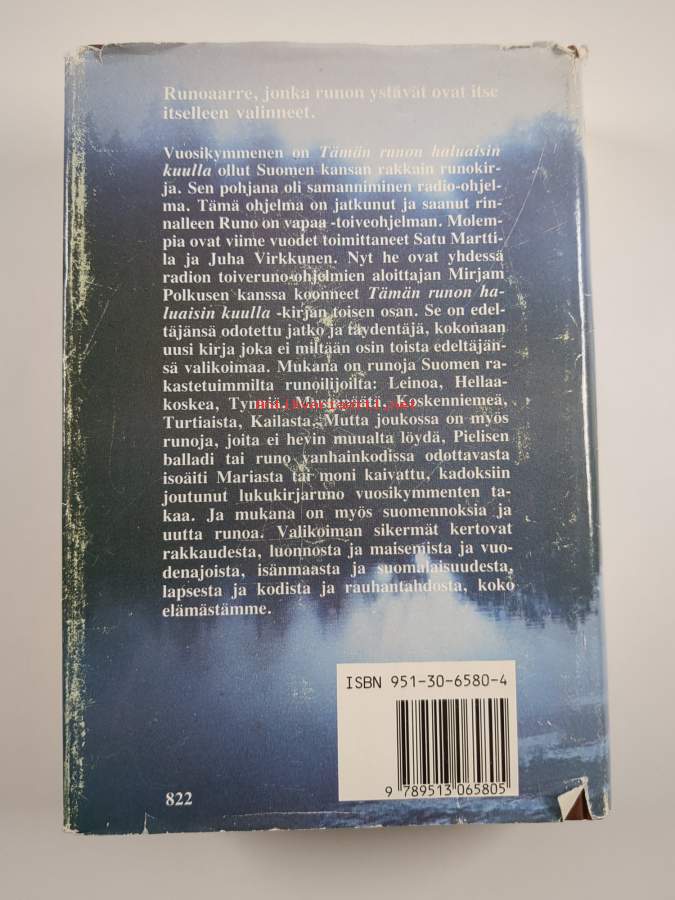 Runoaarre, jonka runon ystävät ovat itse
itselleen valinneet.
Vuosikymmenen on Tämän runon haluaisin
kuulla ollut Suomen kansan rakkain runokir-
ja. Sen pohjana oli samanniminen radio-ohjel-
ma. Tämä ohjelma on jatkunut ja saanut rin-
nalleen Runo on vapaa -toiveohjelman. Molem-
pia ovat viime vuodet toimittaneet Satu Martti-
la ja Juha Virkkunen. Nyt he ovat yhdessä
radion toiveruno-ohjelmien aloittajan Mirjam
Polkusen kanssa koonneet Tämän runon ha-
luaisin kuulla -kirjan toisen osan. Se on edel-
täjänsä odotettu jatko ja täydentäjä, kokonaan
uusi kirja joka ei miltään osin toista edeltäjän-
sä valikoimaa. Mukana on runoja Suomen ra-
kastetuimmilta runoilijoilta: Leinoa, Hellaa-
koskea, Tynniä, Mustapäätä, Koskenniemeä,
Turtiaista, Kailasta. Mutta joukossa on myös
runoja, joita ei hevin muualta löydä, Pielisen
balladi tai runo vanhainkodissa odottavasta
isoäiti Mariasta tai moni kaivattu, kadoksiin
joutunut lukukirjaruno vuosikymmenten ta-
kaa. Ja mukana on myös suomennoksia ja
uutta runoa. Valikoiman sikermät kertovat
rakkaudesta, luonnosta ja maisemista ja vuo-
denajoista, isänmaasta ja suomalaisuudesta,
lapsesta ja kodista ja rauhantahdosta, koko
elämästämme.
ISBN 951-30-6580-4
9 789513 065805
822